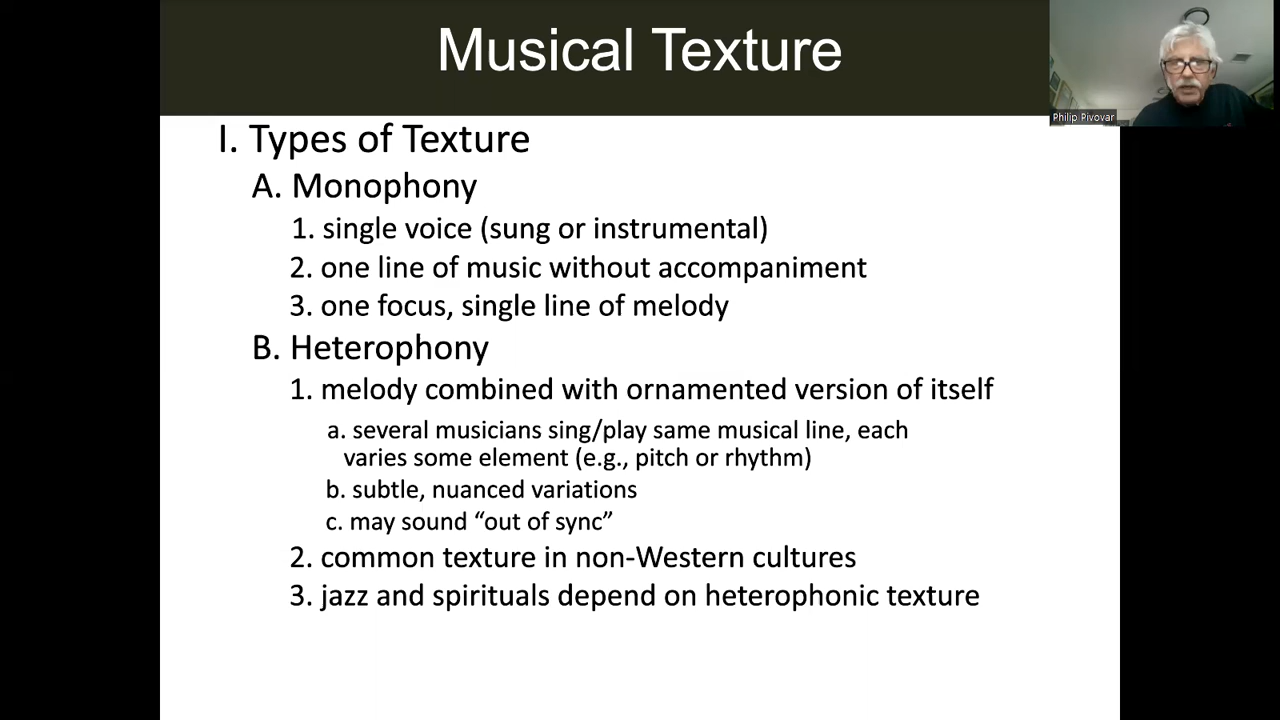 Musical Texture
Philip Pivovar
I. Types of Texture
A. Monophony
1. single voice (sung or instrumental)
2. one line of music without accompaniment
3. one focus, single line of melody
B. Heterophony
1. melody combined with ornamented version of itself
a. several musicians sing/play same musical line, each
varies some element (e.g., pitch or rhythm)
b. subtle, nuanced variations
c. may sound “out of sync”
2. common texture in non-Western cultures
3. jazz and spirituals depend on heterophonic texture